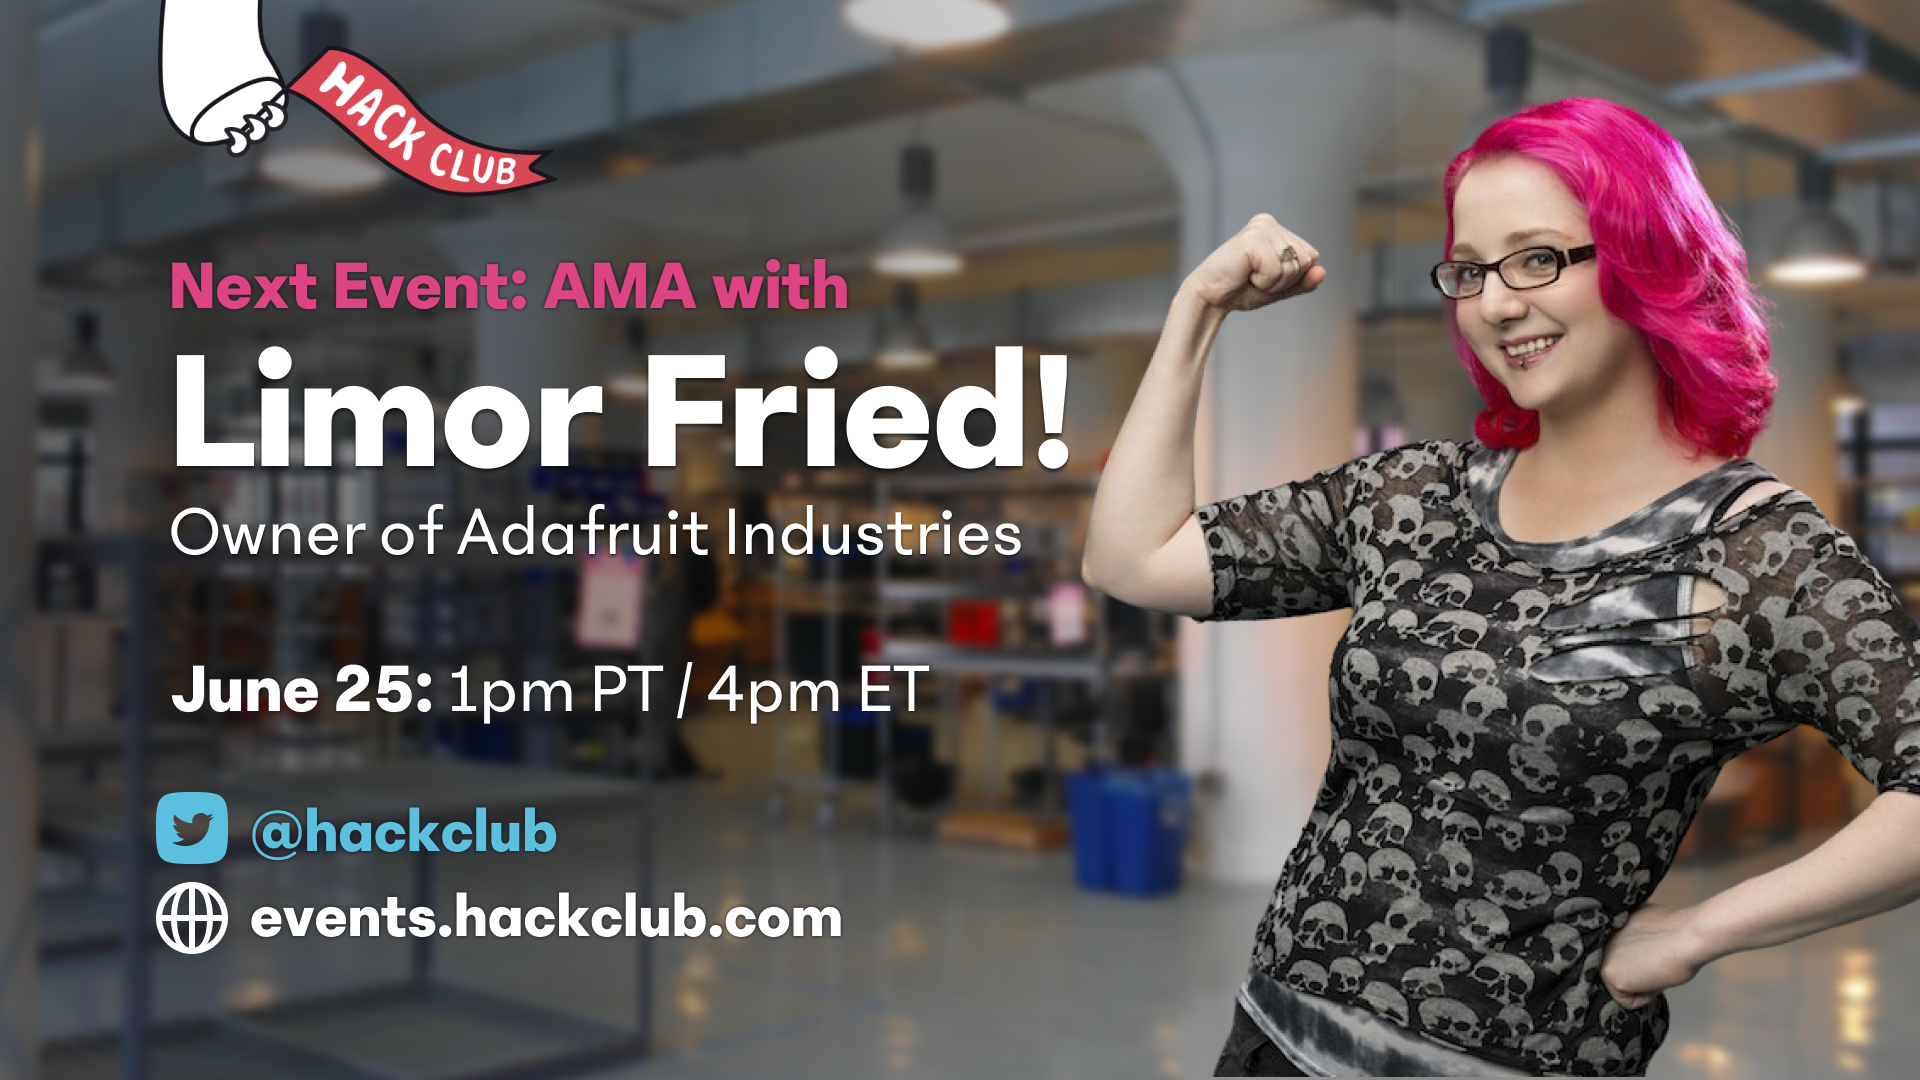 HACK CLUB
Next Event: AMA with
Limor Fried!
Owner of Adafruit Industries
June 25: 1pm PT / 4pm ET
@hackclub
events.hackclub.com